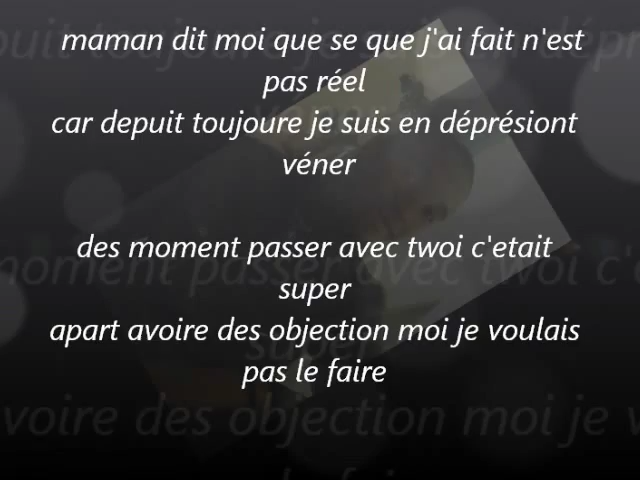 maman dit moi que se que j'ai fait n'est
pas réel
car depuit toujoure je suis en déprésiont
véner
des moment passer avec twoi c'etait
super
apart avoire des objection moi je voulais
pas le faire